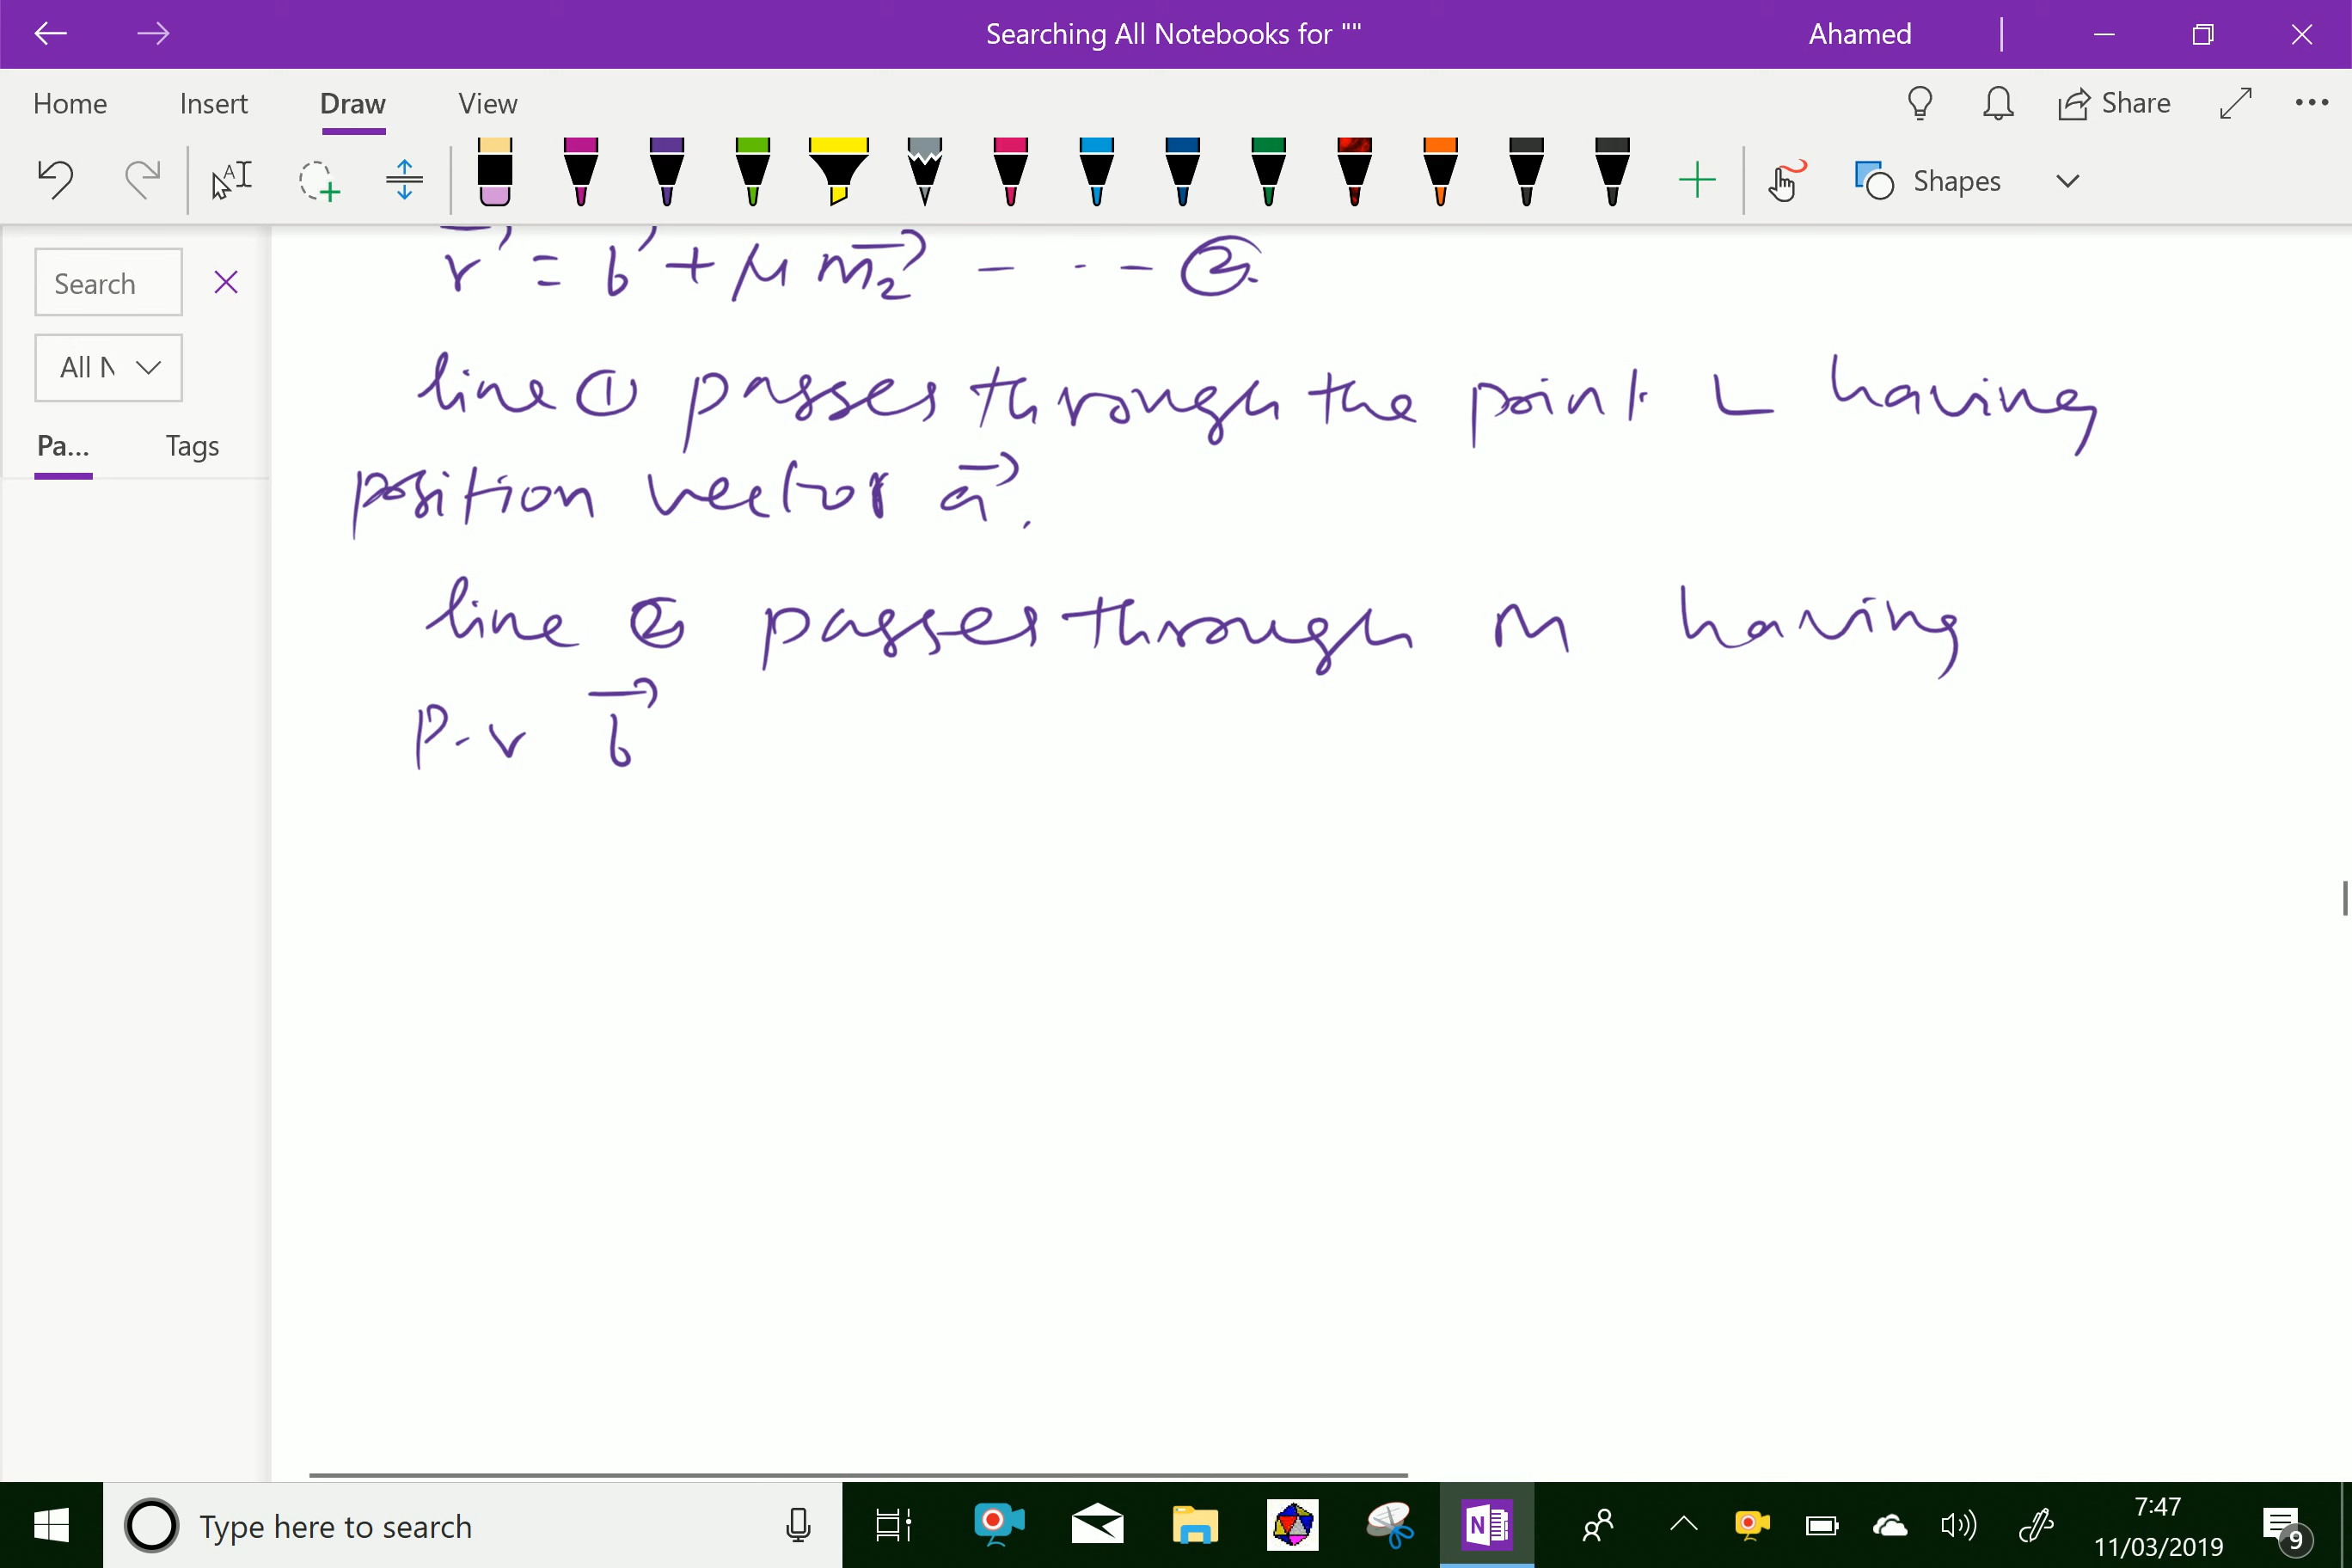 Searching All Notebooks for ""
Ahamed
Home Insert Draw View
Share
Shapes
Search
All N
Pa... Tags
r⃗ = b⃗ + μ m₂⃗ - - - ②
line ① passes through the point L having
position vector a⃗.
line ② passes through M having
P.v b⃗
Type here to search
N
7:47
11/03/2019
9